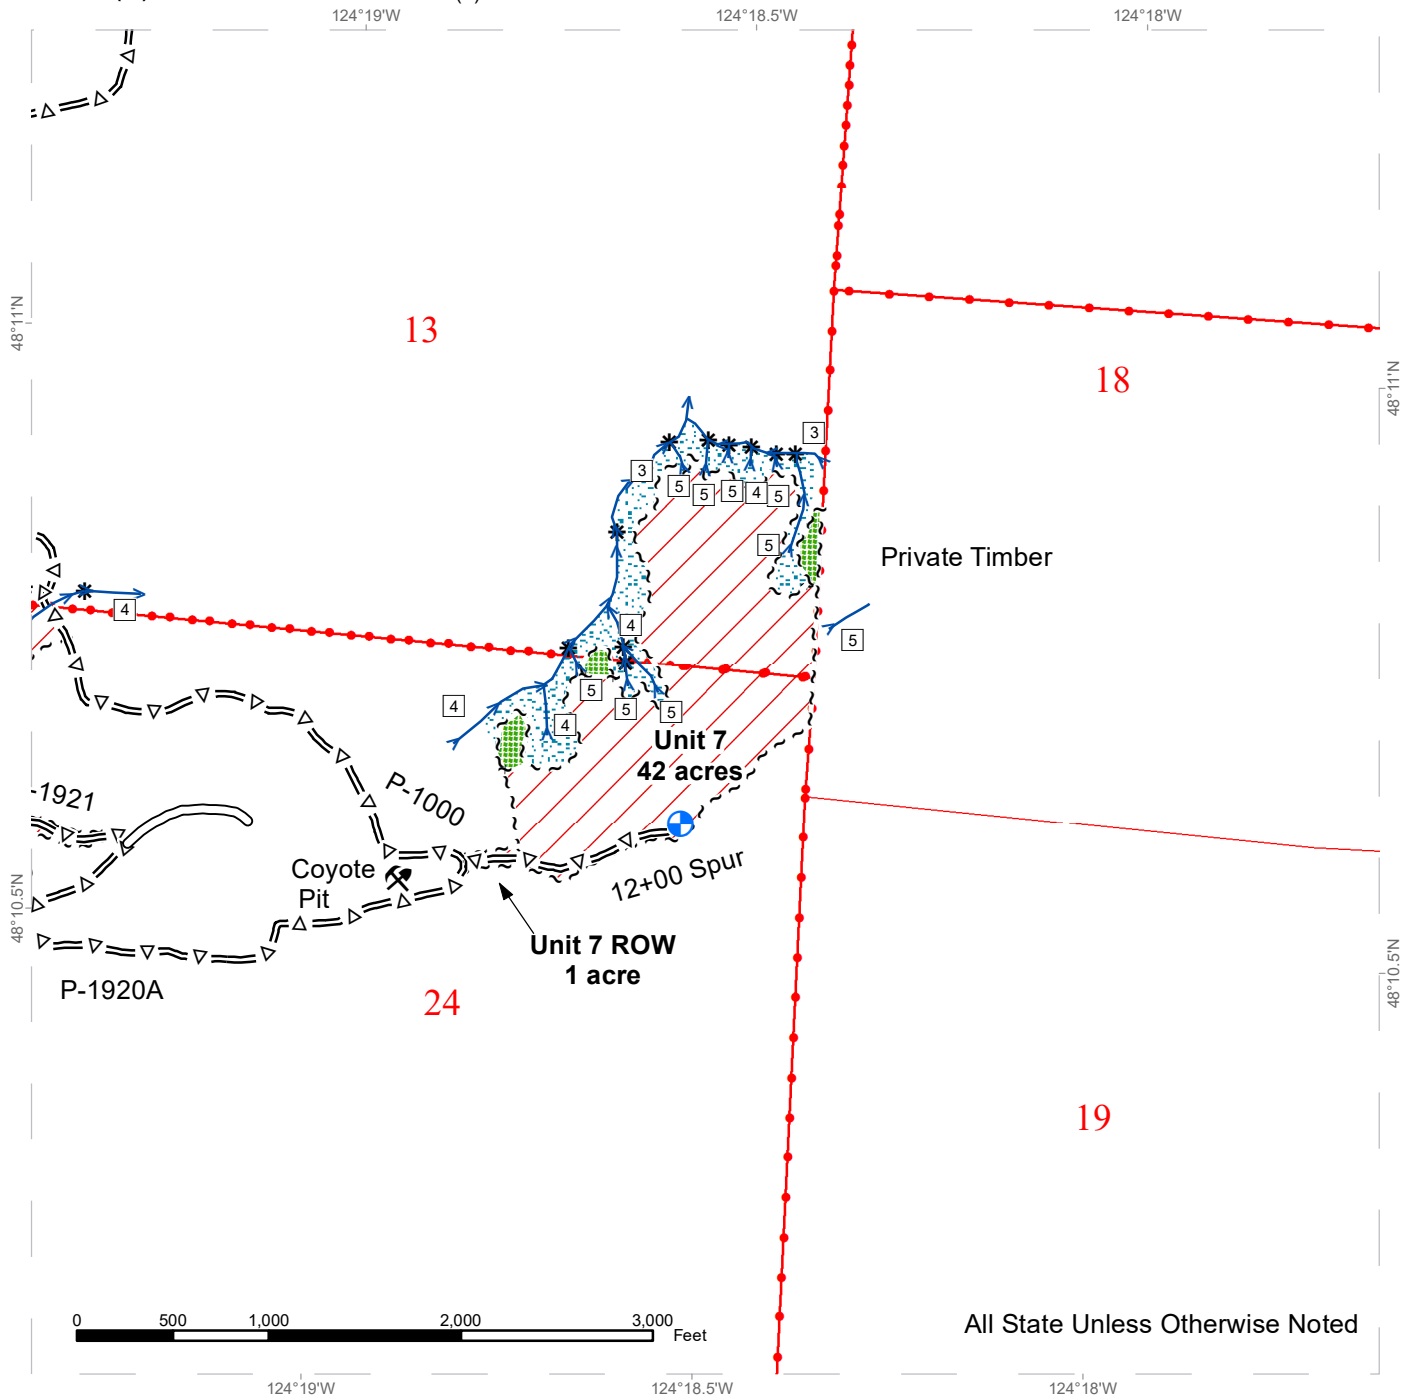 124°19'W
124°18.5'W
124°18'W
48°11'N
48°11'N
13
18
3
3
5
5
5
4
5
5
Private Timber
4
4
5
5
4
5
5
4
Unit 7
42 acres
-1921
P-1000
Coyote
Pit
12+00 Spur
48°10.5'N
48°10.5'N
Unit 7 ROW
1 acre
P-1920A
24
19
0 500 1,000 2,000 3,000
Feet
All State Unless Otherwise Noted
124°19'W
124°18.5'W
124°18'W